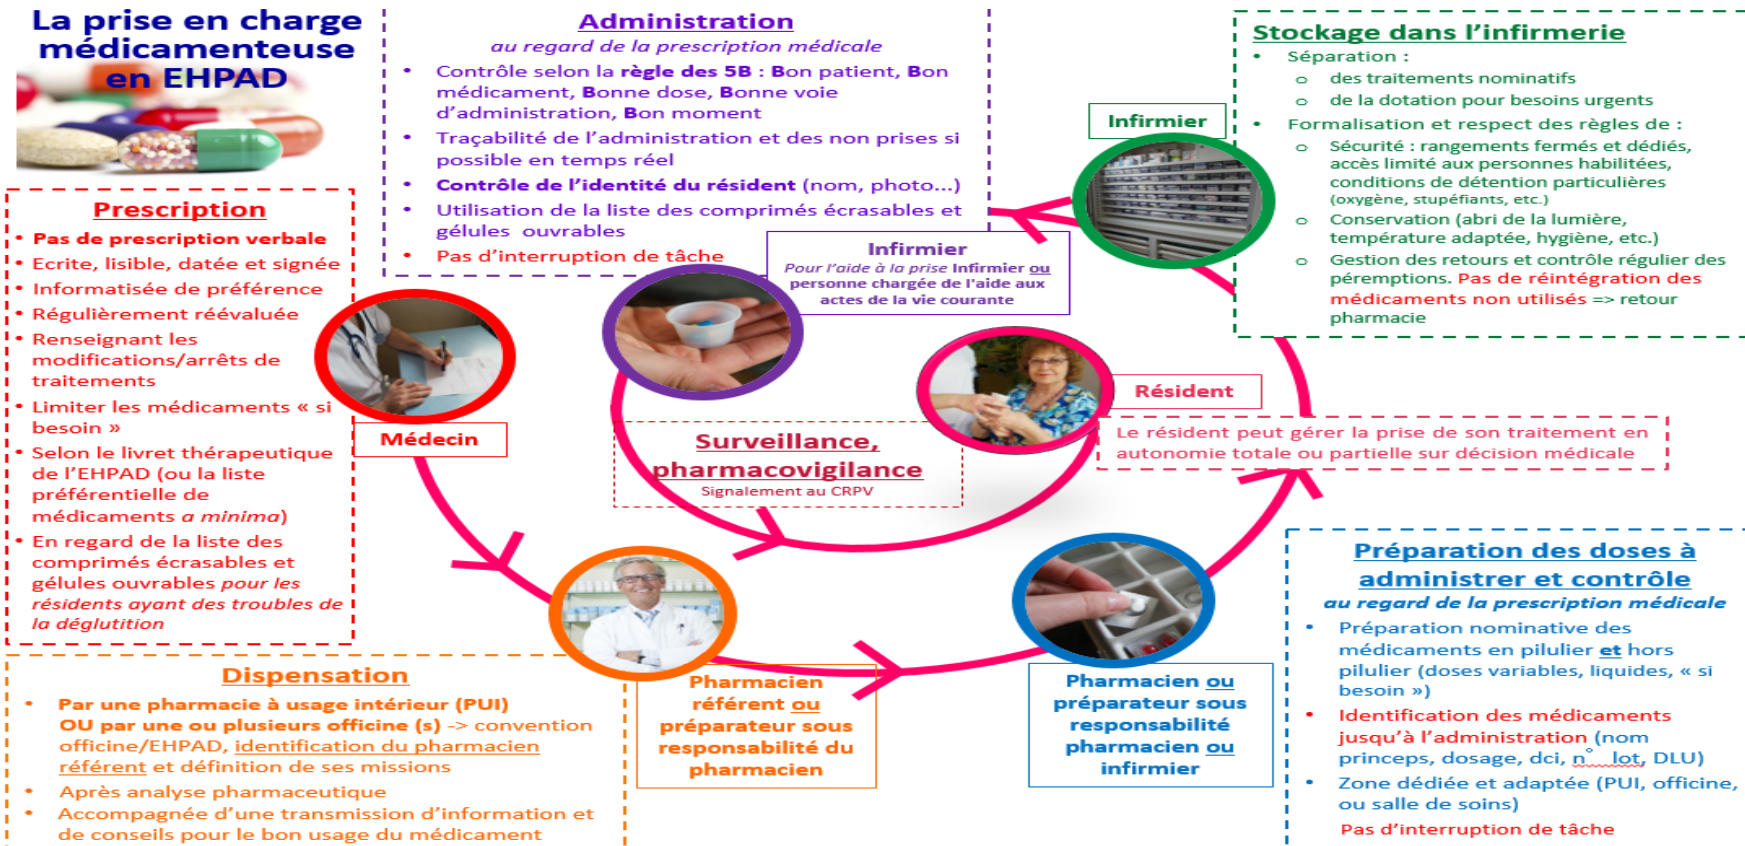 La prise en charge
médicamenteuse
en EHPAD
Administration
au regard de la prescription médicale
• Contrôle selon la règle des 5B : Bon patient, Bon
médicament, Bonne dose, Bonne voie
d'administration, Bon moment
• Traçabilité de l'administration et des non prises si
possible en temps réel
• Contrôle de l'identité du résident (nom, photo...)
• Utilisation de la liste des comprimés écrasables et
gélules ouvrables
• Pas d'interruption de tâche
Infirmier
Pour l'aide à la prise Infirmier ou
personne chargée de l'aide aux
actes de la vie courante
Infirmier
Stockage dans l'infirmerie
• Séparation :
o des traitements nominatifs
o de la dotation pour besoins urgents
• Formalisation et respect des règles de :
o Sécurité : rangements fermés et dédiés,
accès limité aux personnes habilitées,
conditions de détention particulières
(oxygène, stupéfiants, etc.)
o Conservation (abri de la lumière,
température adaptée, hygiène, etc.)
o Gestion des retours et contrôle régulier des
péremptions. Pas de réintégration des
médicaments non utilisés => retour
pharmacie
Prescription
• Pas de prescription verbale
• Ecrite, lisible, datée et signée
• Informatisée de préférence
• Régulièrement réévaluée
• Renseignant les
modifications/arrêts de
traitements
• Limiter les médicaments « si
besoin »
• Selon le livret thérapeutique
de l'EHPAD (ou la liste
préférentielle de
médicaments a minima)
• En regard de la liste des
comprimés écrasables et
gélules ouvrables pour les
résidents ayant des troubles de
la déglutition
Médecin
Surveillance,
pharmacovigilance
Signalement au CRPV
Résident
Le résident peut gérer la prise de son traitement en
autonomie totale ou partielle sur décision médicale
Dispensation
• Par une pharmacie à usage intérieur (PUI)
OU par une ou plusieurs officine (s) -> convention
officine/EHPAD, identification du pharmacien
référent et définition de ses missions
• Après analyse pharmaceutique
• Accompagnée d'une transmission d'information et
de conseils pour le bon usage du médicament
Pharmacien
référent ou
préparateur sous
responsabilité du
pharmacien
Pharmacien ou
préparateur sous
responsabilité
pharmacien ou
infirmier
Préparation des doses à
administrer et contrôle
au regard de la prescription médicale
• Préparation nominative des
médicaments en pilulier et hors
pilulier (doses variables, liquides, « si
besoin »)
• Identification des médicaments
jusqu'à l'administration (nom
princeps, dosage, dci, n° lot, DLU)
• Zone dédiée et adaptée (PUI, officine,
ou salle de soins)
Pas d'interruption de tâche